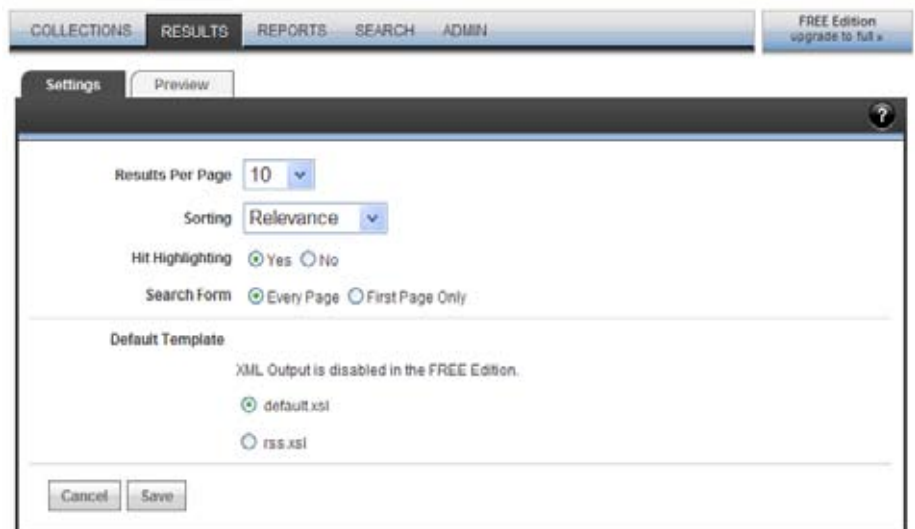 COLLECTIONS RESULTS REPORTS SEARCH ADMIN FREE Edition
upgrade to full »
Settings Preview
?
Results Per Page 10
Sorting Relevance
Hit Highlighting Yes No
Search Form Every Page First Page Only
Default Template
XML Output is disabled in the FREE Edition.
default.xsl
rss.xsl
Cancel Save